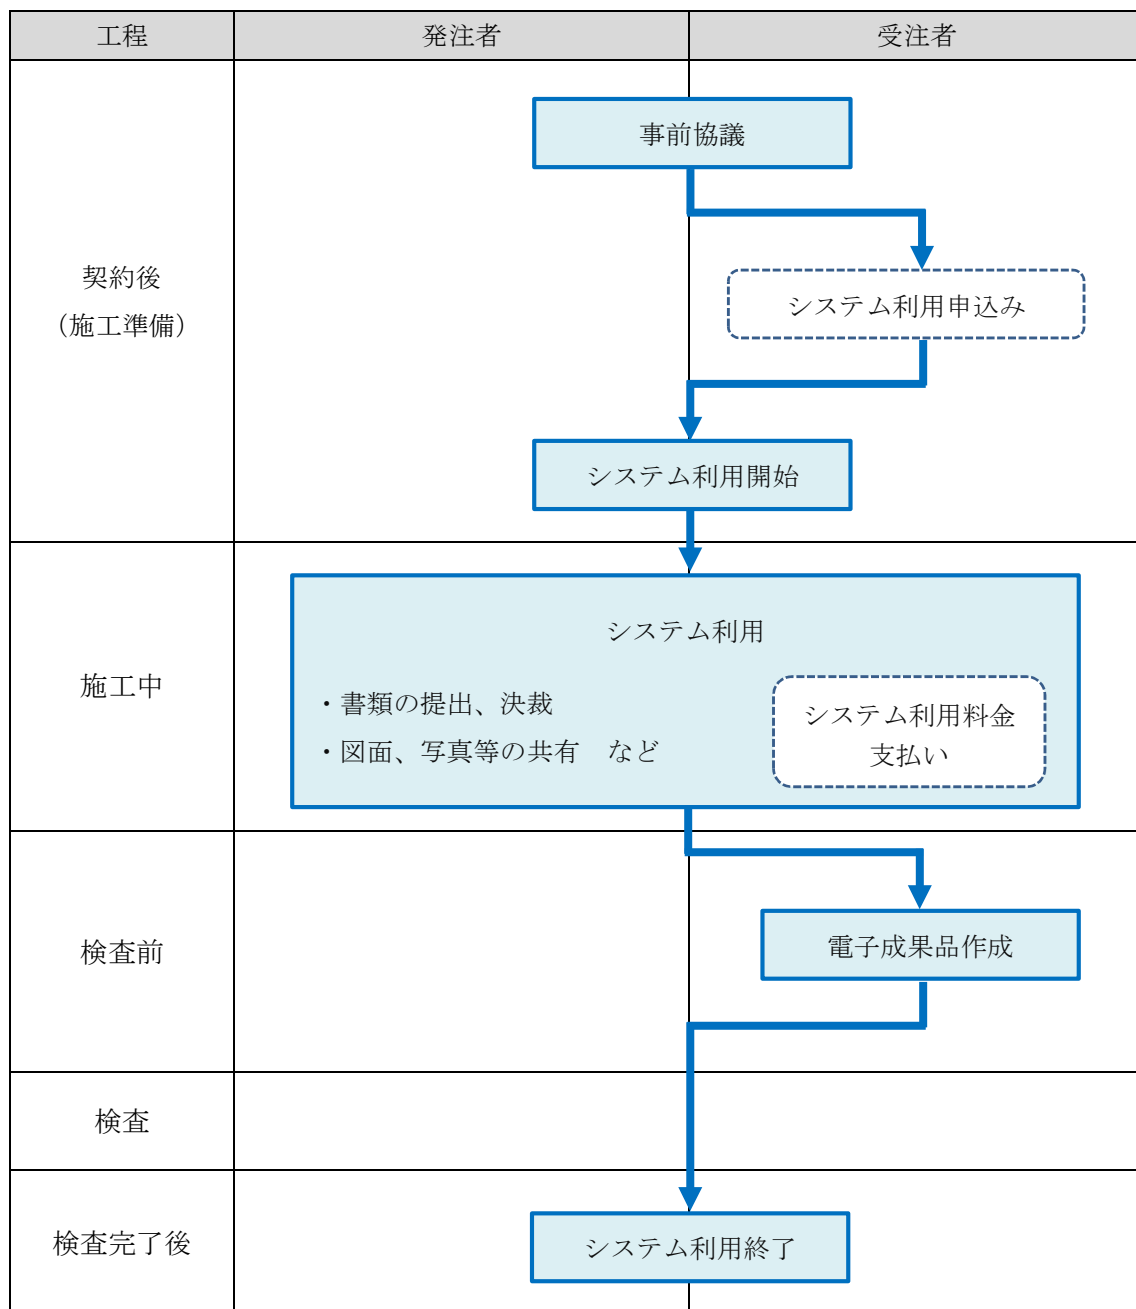 工程
発注者
受注者
事前協議
契約後
（施工準備）
システム利用申込み
システム利用開始
施工中
システム利用
・書類の提出、決裁
・図面、写真等の共有　など
システム利用料金
支払い
検査前
電子成果品作成
検査
検査完了後
システム利用終了